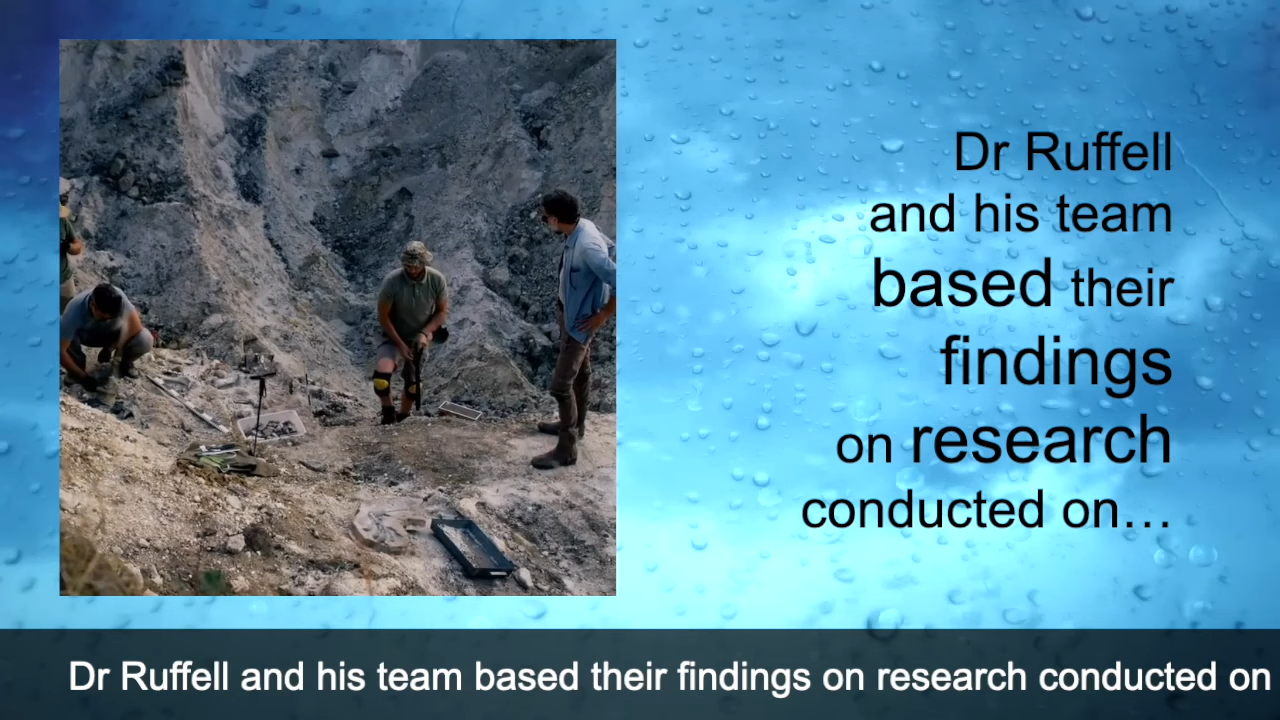 Dr Ruffell
and his team
based their
findings
on research
conducted on…
Dr Ruffell and his team based their findings on research conducted on